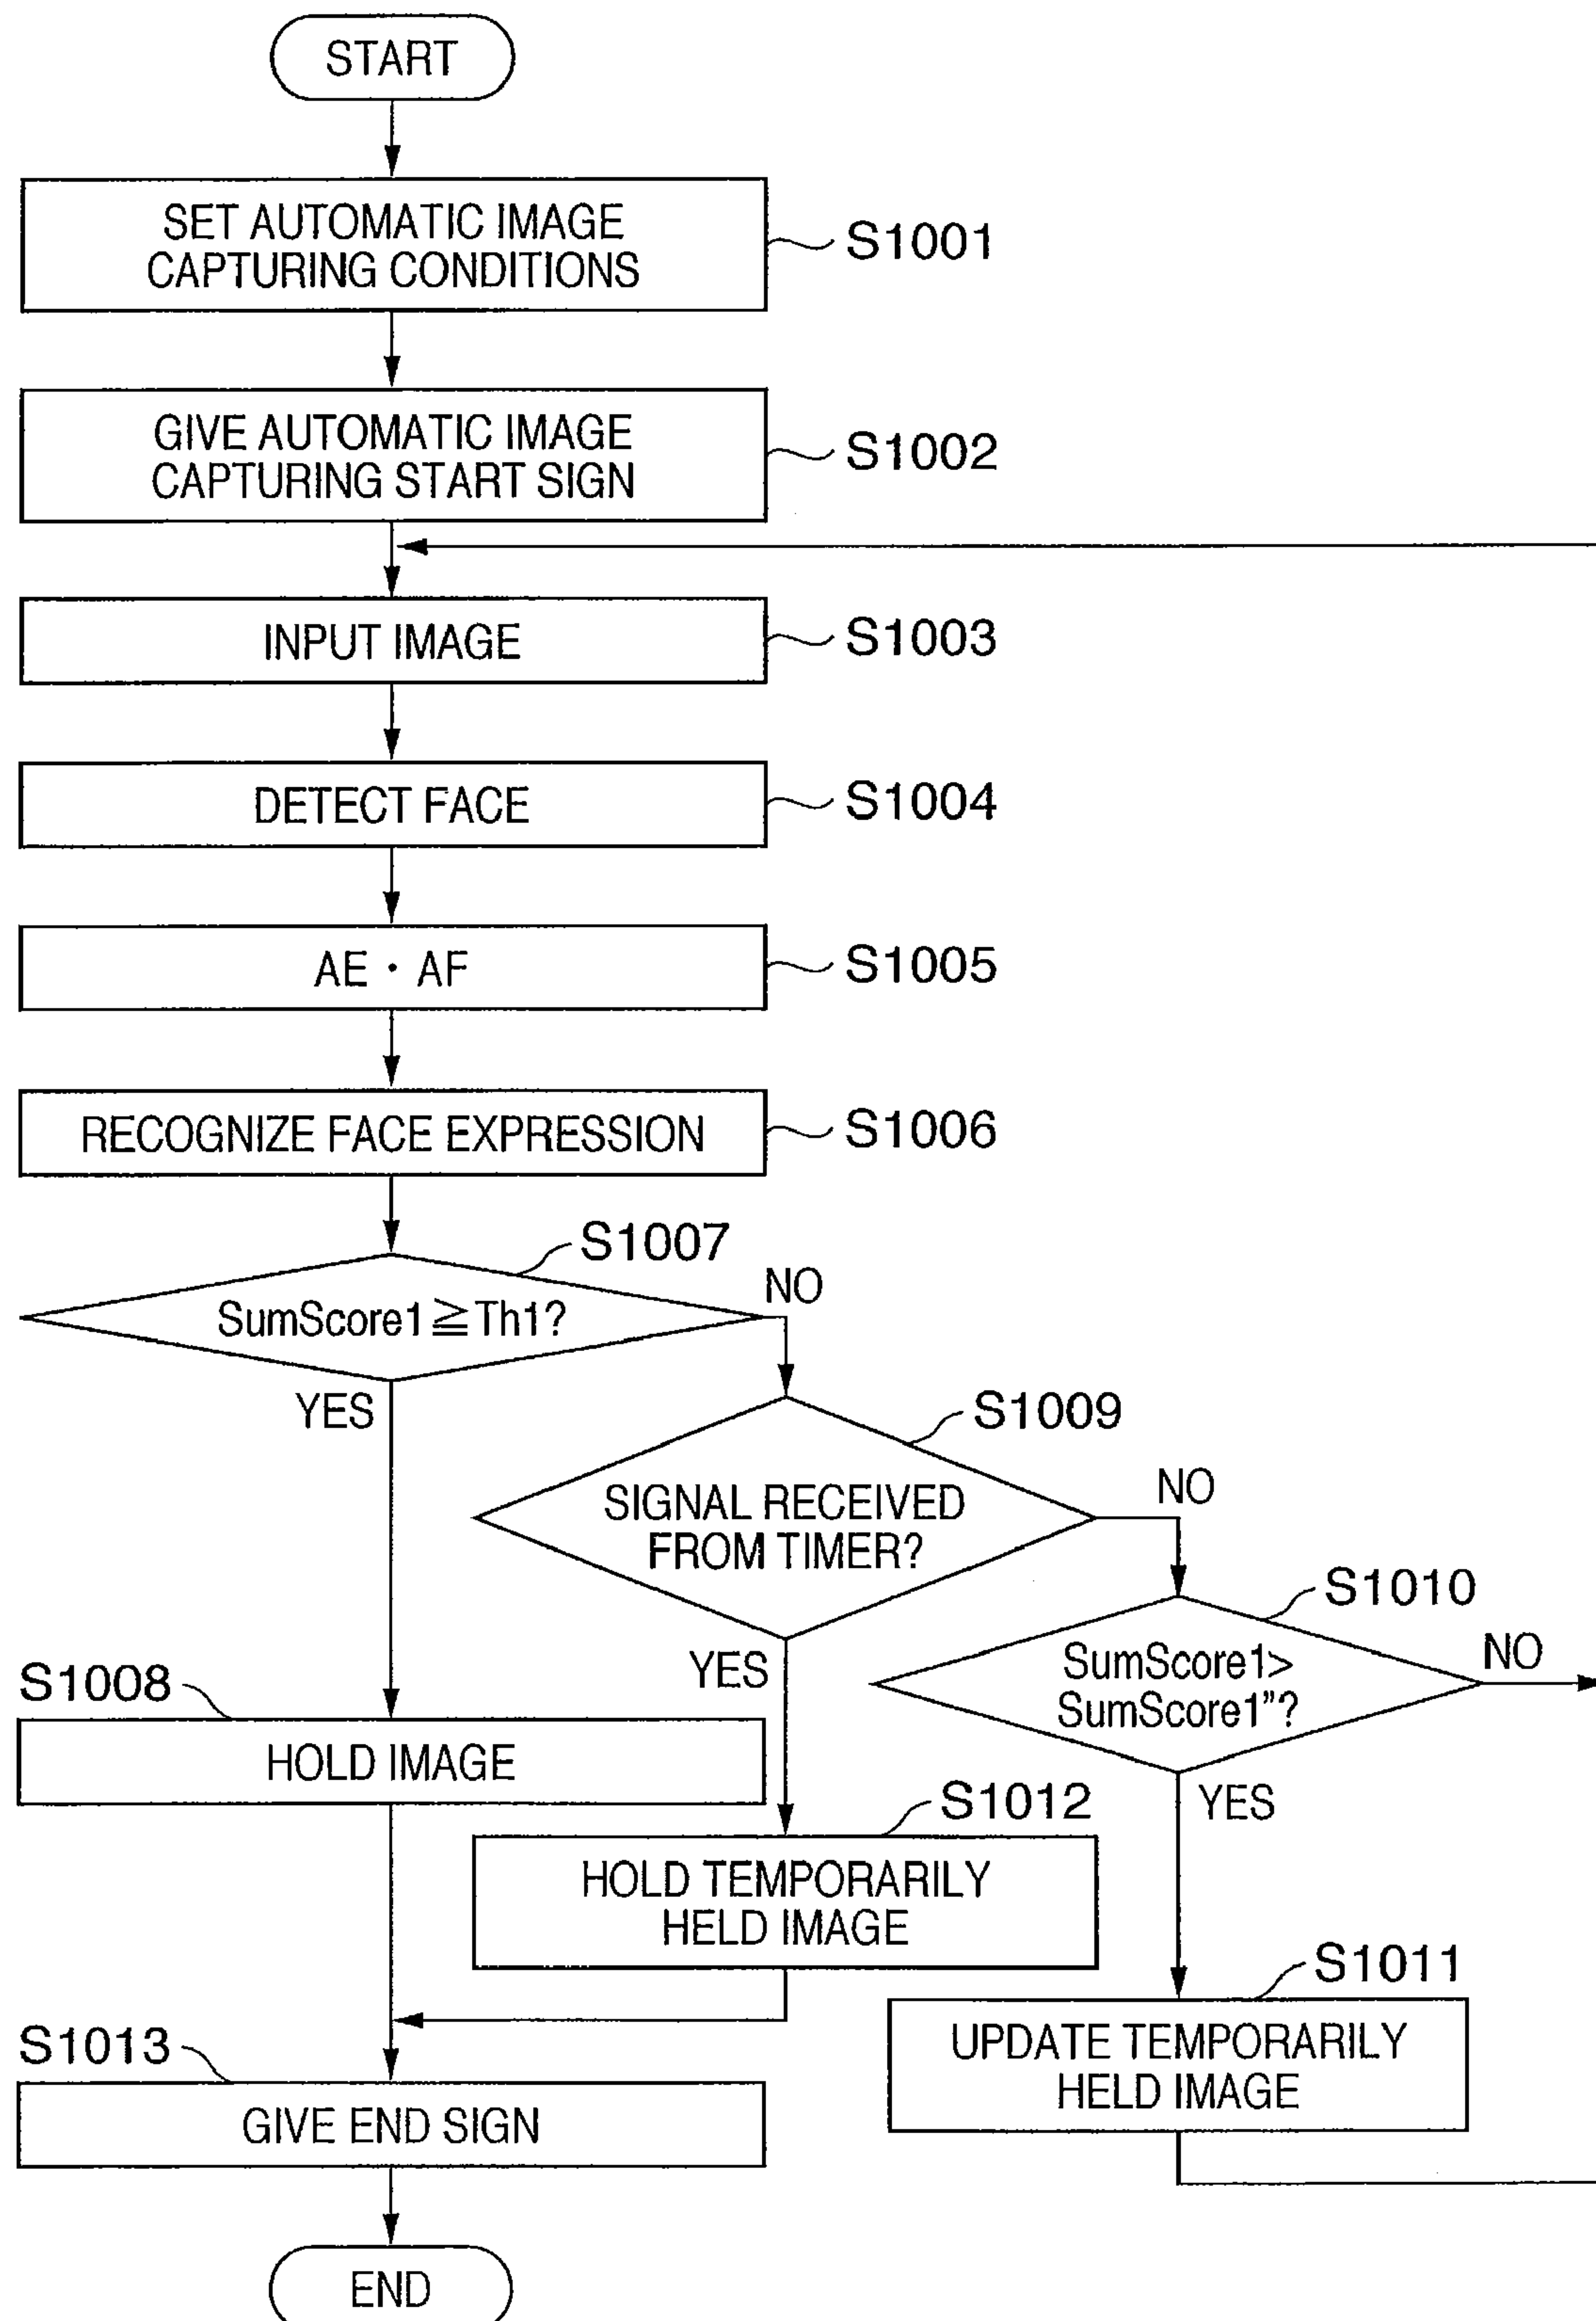 START
SET AUTOMATIC IMAGE
CAPTURING CONDITIONS
S1001
GIVE AUTOMATIC IMAGE
CAPTURING START SIGN
S1002
INPUT IMAGE
S1003
DETECT FACE
S1004
AE・AF
S1005
RECOGNIZE FACE EXPRESSION
S1006
S1007
SumScore1≧Th1?
NO
YES
S1009
SIGNAL RECEIVED
FROM TIMER?
NO
YES
S1010
SumScore1>
SumScore1”?
NO
YES
S1008
HOLD IMAGE
S1012
HOLD TEMPORARILY
HELD IMAGE
S1011
UPDATE TEMPORARILY
HELD IMAGE
S1013
GIVE END SIGN
END